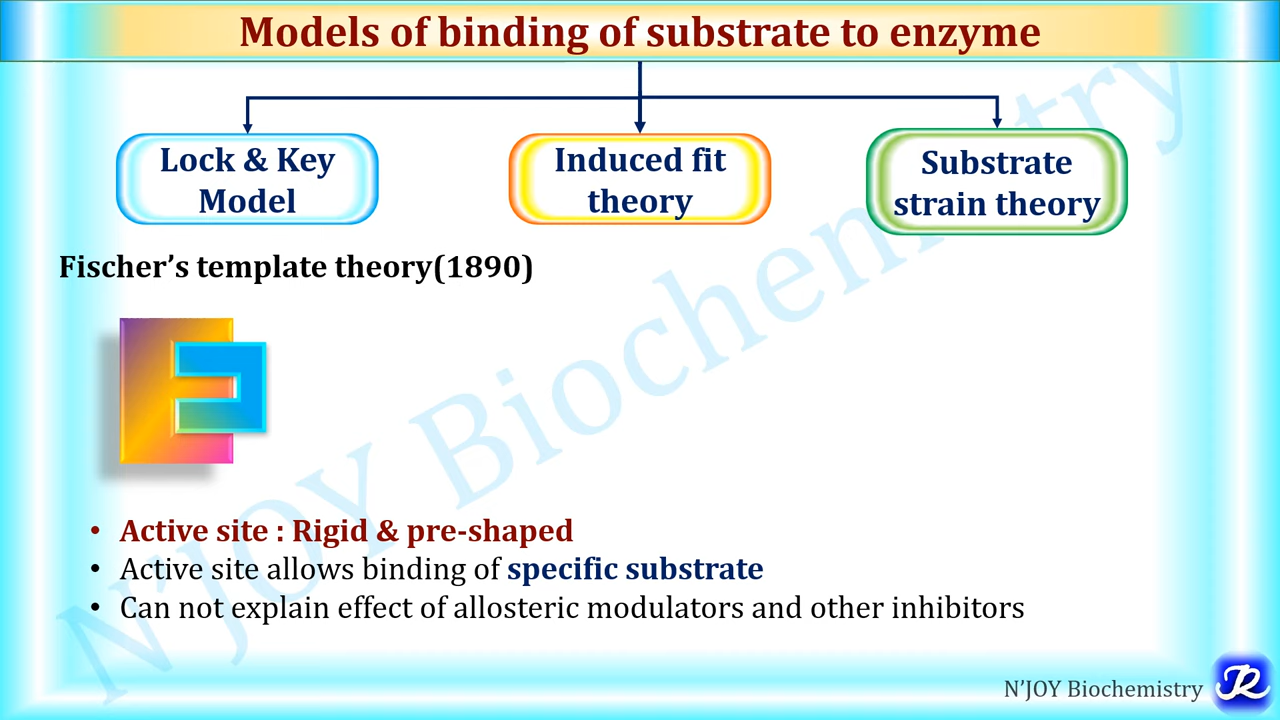 Models of binding of substrate to enzyme
Lock & Key
Model
Induced fit
theory
Substrate
strain theory
Fischer’s template theory(1890)
• Active site : Rigid & pre-shaped
• Active site allows binding of specific substrate
• Can not explain effect of allosteric modulators and other inhibitors
N’JOY Biochemistry
N’JOY Biochemistry
JR